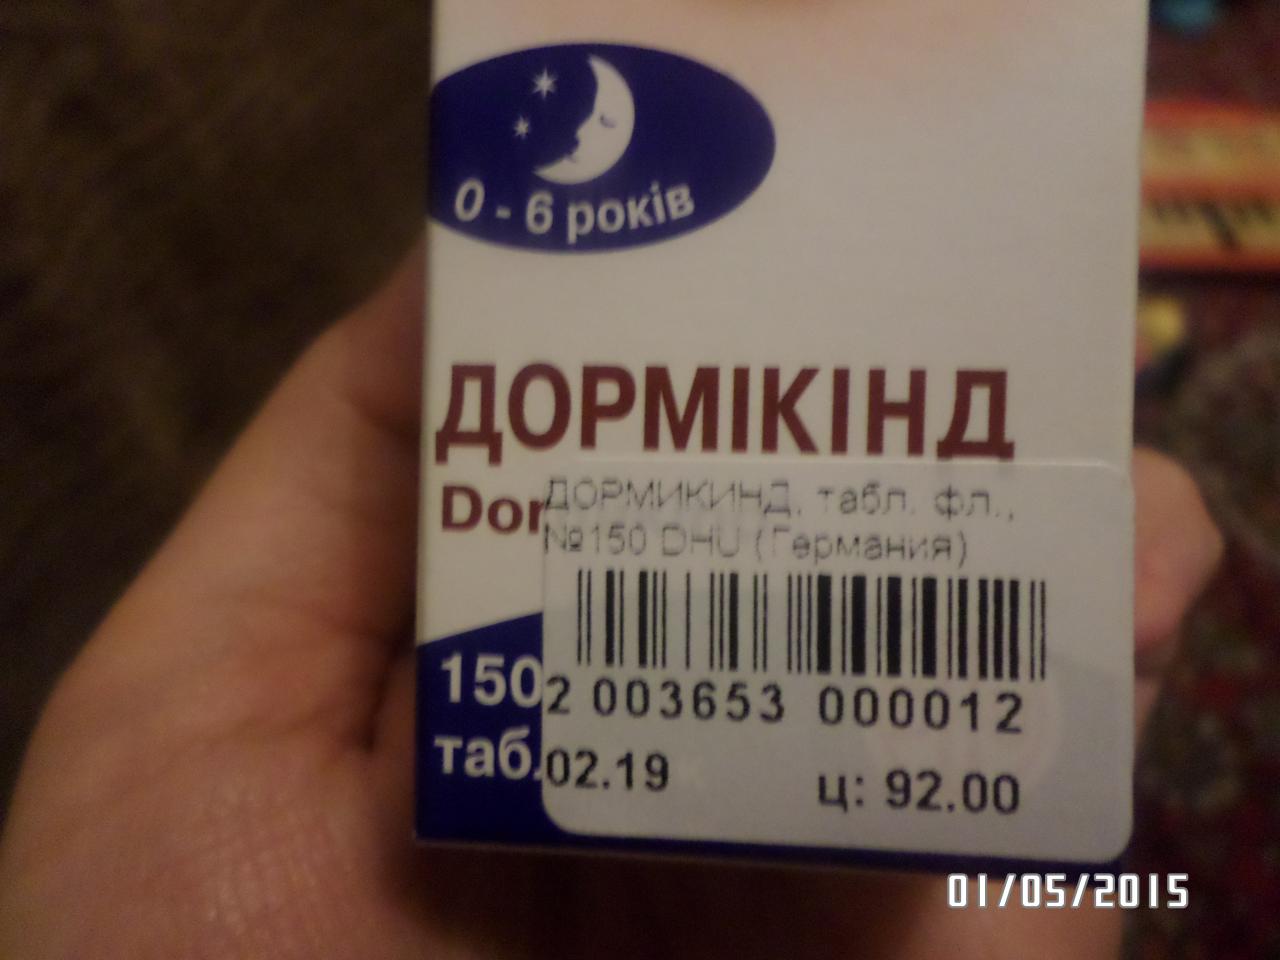 0 - 6 років
ДОРМІКІНД
Dor
ДОРМИКИНД, табл. фл.,
№150 DHU (Германия)
2 003653 000012
150
таб
02.19 ц: 92.00
01/05/2015